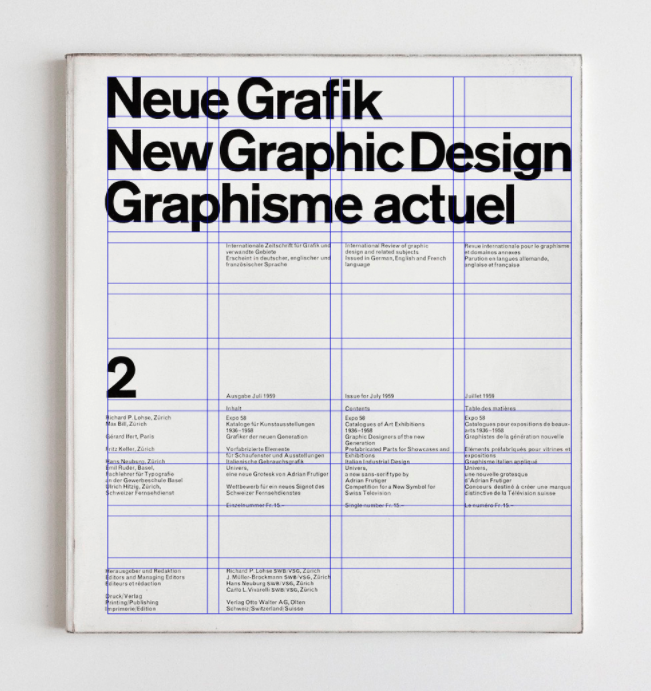 Neue Grafik
New Graphic Design
Graphisme actuel
Internationale Zeitschrift für Grafik und
verwandte Gebiete
Erscheint in deutscher, englischer und
französischer Sprache
International Review of graphic
design and related subjects
Issued in German, English and French
language
Revue internationale pour le graphisme
et domaines annexes
Parution en langues allemande,
anglaise et française
2
Ausgabe Juli 1959
Issue for July 1959
Juillet 1959
Inhalt
Contents
Table des matières
Richard P. Lohse, Zürich
Max Bill, Zürich
Gérard Ifert, Paris
Fritz Keller, Zürich
Hans Neuburg, Zürich
Emil Ruder, Basel,
Fachlehrer für Typografie
an der Gewerbeschule Basel
Ulrich Hitzig, Zürich,
Schweizer Fernsehdienst
Expo 58
Kataloge für Kunstausstellungen
1936–1958
Grafiker der neuen Generation
Vorfabrizierte Elemente
für Schaufenster und Ausstellungen
Italienische Gebrauchsgrafik
Univers,
eine neue Grotesk von Adrian Frutiger
Wettbewerb für ein neues Signet des
Schweizer Fernsehdienstes
Einzelnummer Fr. 15.–
Expo 58
Catalogues of Art Exhibitions
1936–1958
Graphic Designers of the new
Generation
Prefabricated Parts for Showcases and
Exhibitions
Italian Industrial Design
Univers,
a new sans-serif type by
Adrian Frutiger
Competition for a New Symbol for
Swiss Television
Single number Fr. 15.–
Expo 58
Catalogues pour expositions de beaux-
arts 1936–1958
Graphistes de la génération nouvelle
Eléments préfabriqués pour vitrines et
expositions
Graphisme italien appliqué
Univers,
une nouvelle grotesque
d'Adrian Frutiger
Concours destiné à créer une marque
distinctive de la Télévision suisse
Le numéro Fr. 15.–
Herausgeber und Redaktion
Editors and Managing Editors
Editeurs et rédaction
Druck/Verlag
Printing/Publishing
Imprimerie/Edition
Richard P. Lohse SWB/VSG, Zürich
J. Müller-Brockmann SWB/VSG, Zürich
Hans Neuburg SWB/VSG, Zürich
Carlo L. Vivarelli SWB/VSG, Zürich
Verlag Otto Walter AG, Olten
Schweiz/Switzerland/Suisse